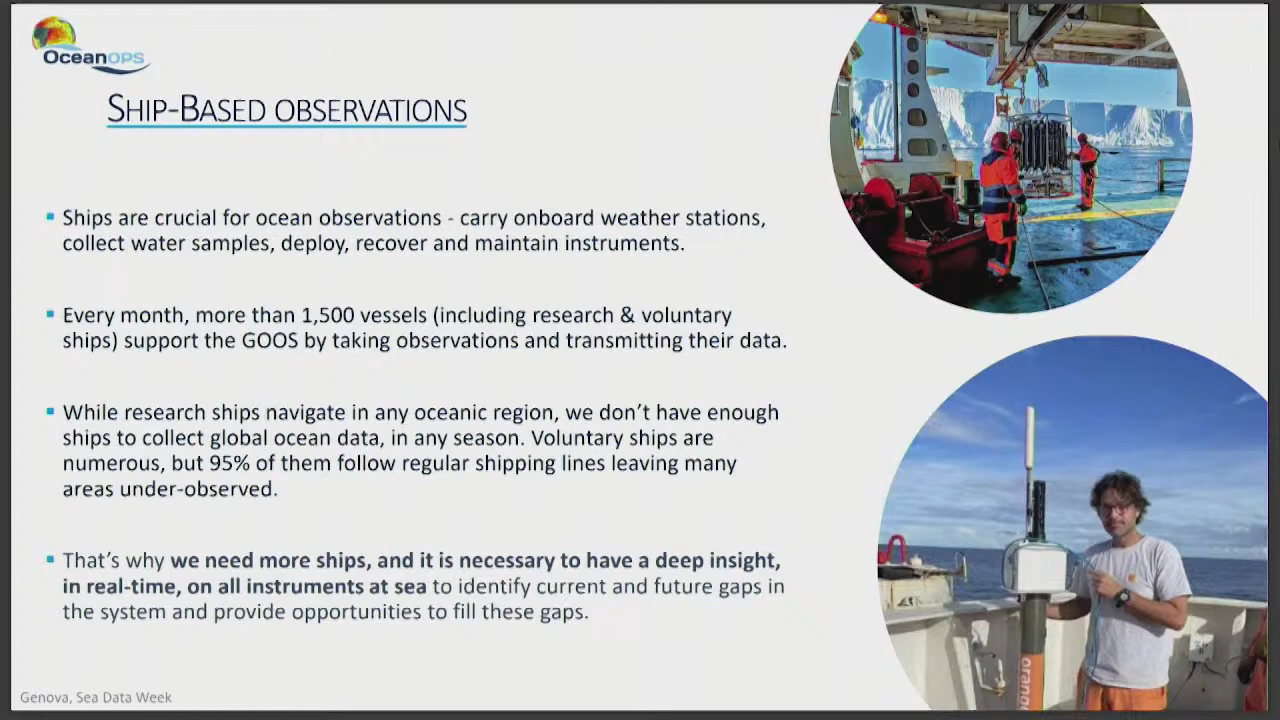 OceanOPS
SHIP-BASED OBSERVATIONS
Ships are crucial for ocean observations - carry onboard weather stations,
collect water samples, deploy, recover and maintain instruments.
Every month, more than 1,500 vessels (including research & voluntary
ships) support the GOOS by taking observations and transmitting their data.
While research ships navigate in any oceanic region, we don't have enough
ships to collect global ocean data, in any season. Voluntary ships are
numerous, but 95% of them follow regular shipping lines leaving many
areas under-observed.
That's why we need more ships, and it is necessary to have a deep insight,
in real-time, on all instruments at sea to identify current and future gaps in
the system and provide opportunities to fill these gaps.
Genova, Sea Data Week